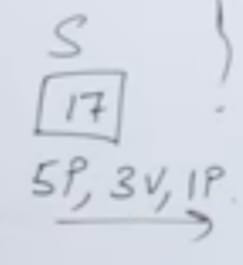 S
17
5P, 3V, 1P.